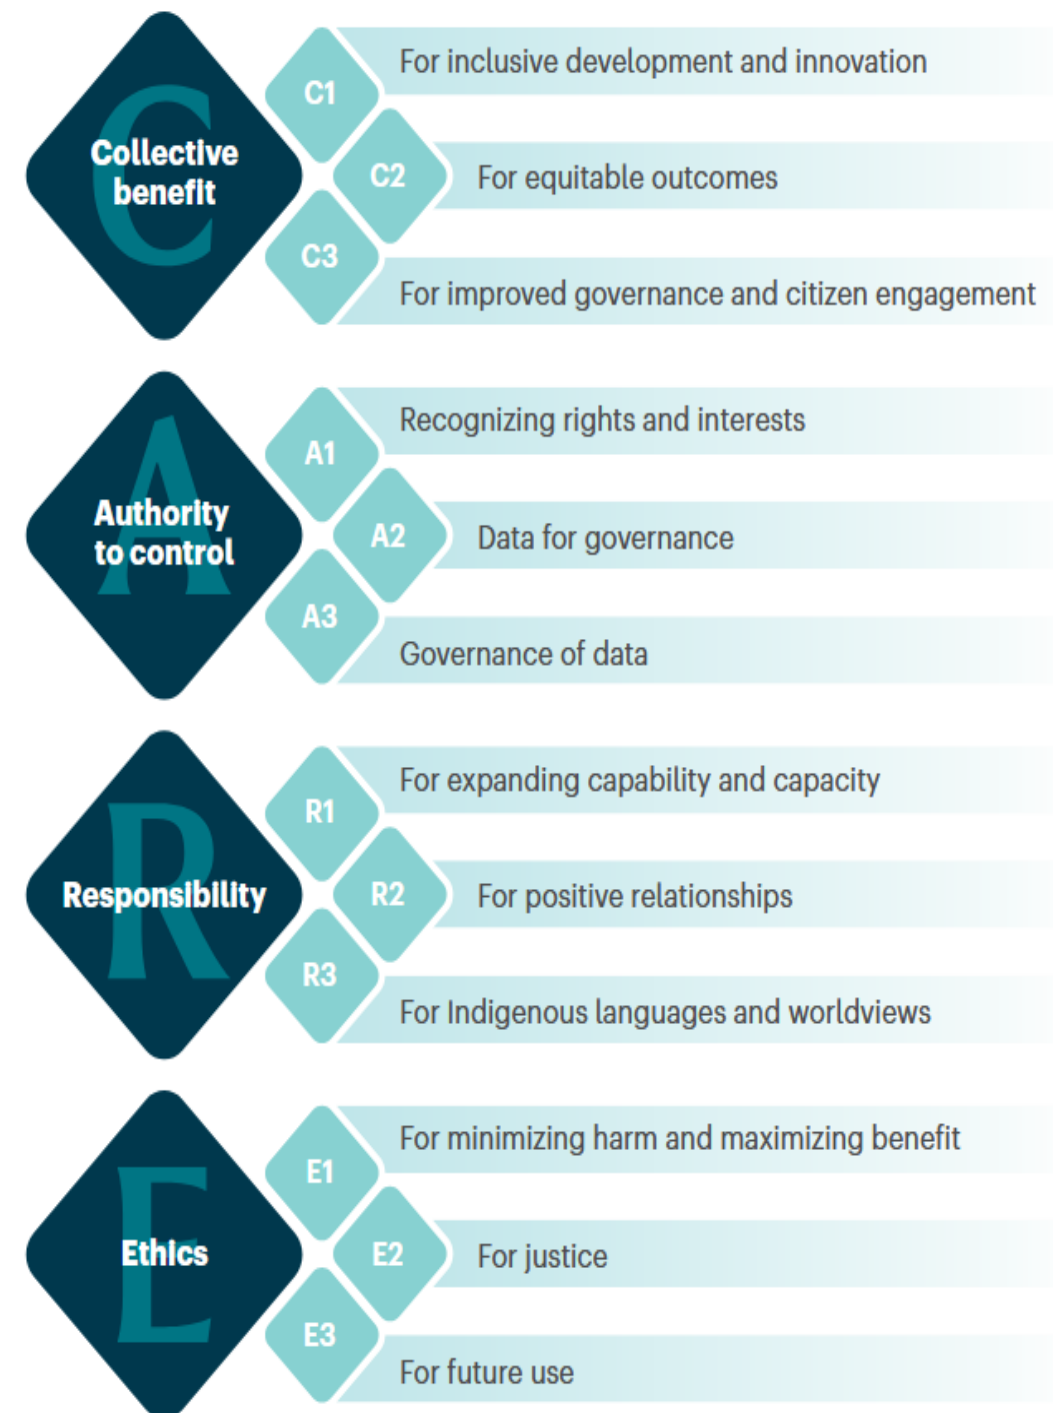 C
Collective
benefit
C1
For inclusive development and innovation
C2
For equitable outcomes
C3
For improved governance and citizen engagement
A
Authority
to control
A1
Recognizing rights and interests
A2
Data for governance
A3
Governance of data
R
Responsibility
R1
For expanding capability and capacity
R2
For positive relationships
R3
For Indigenous languages and worldviews
E
Ethics
E1
For minimizing harm and maximizing benefit
E2
For justice
E3
For future use